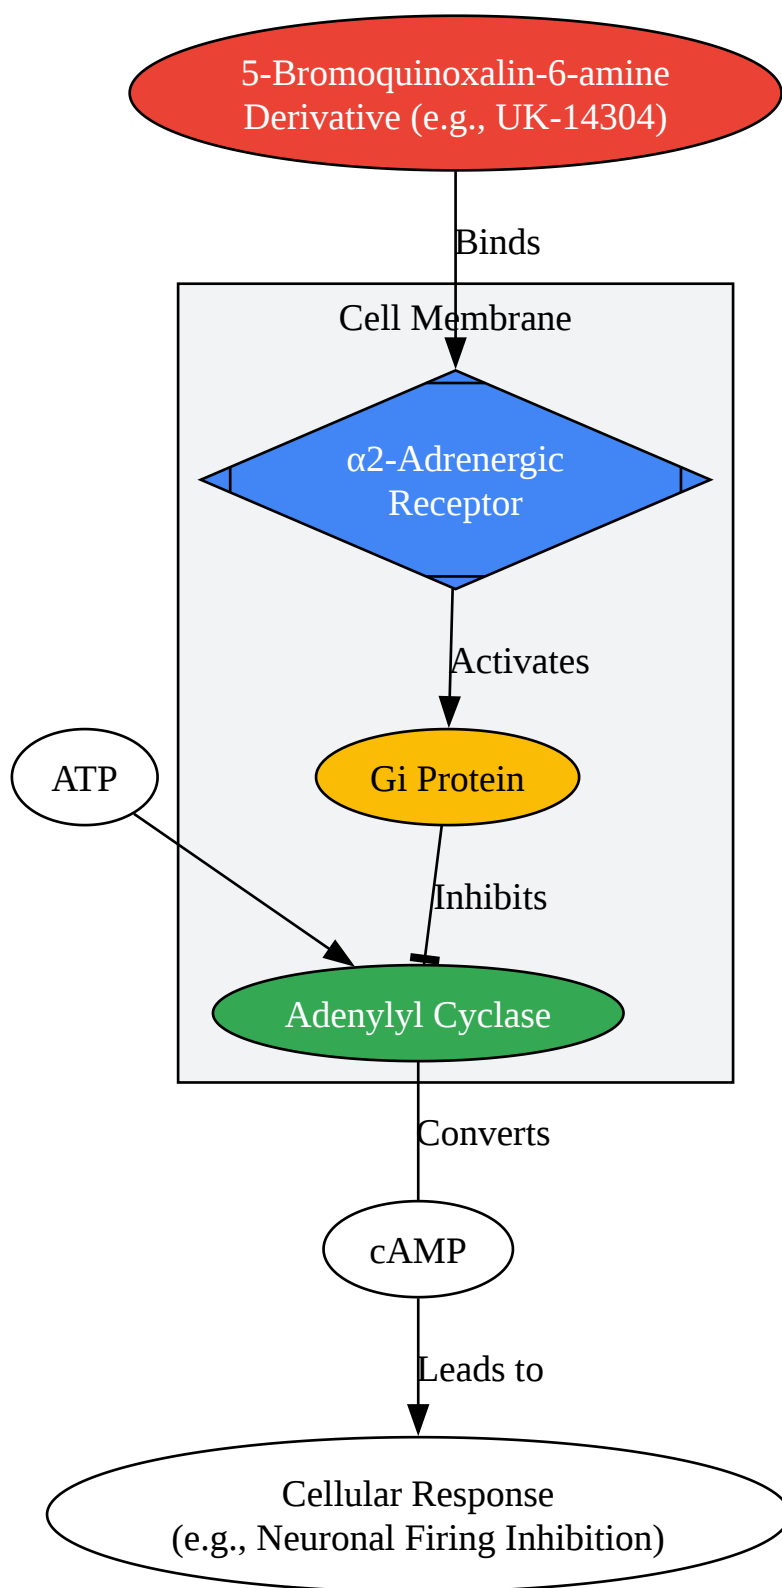 5-Bromoquinoxalin-6-amine
Derivative (e.g., UK-14304)
Binds
Cell Membrane
α2-Adrenergic
Receptor
Activates
ATP
Gi Protein
Inhibits
Adenylyl Cyclase
Converts
cAMP
Leads to
Cellular Response
(e.g., Neuronal Firing Inhibition)